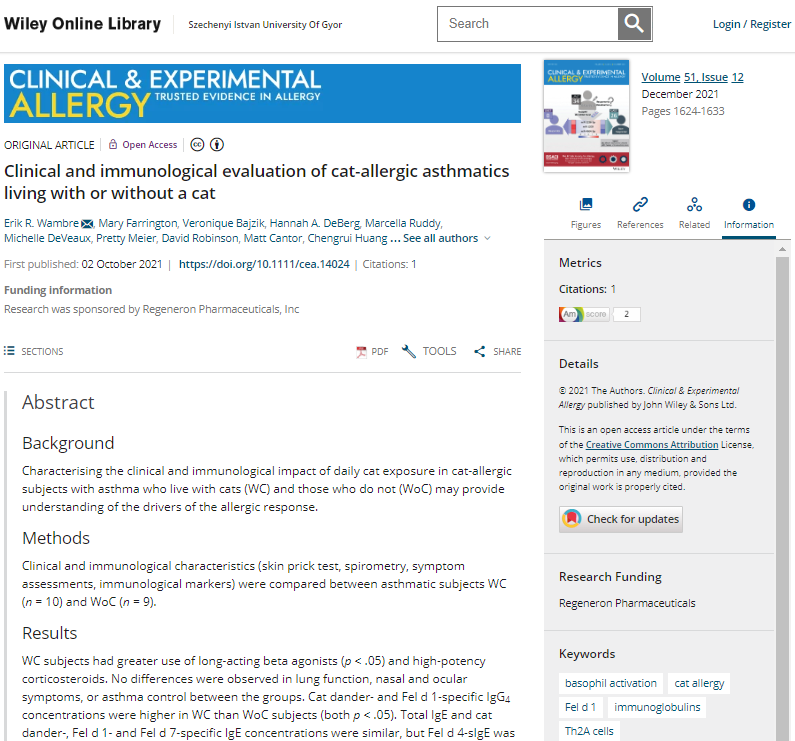 Wiley Online Library
Szechenyi Istvan University Of Gyor
Search
Login / Register
CLINICAL & EXPERIMENTAL
ALLERGY TRUSTED EVIDENCE IN ALLERGY
ORIGINAL ARTICLE
Open Access
Clinical and immunological evaluation of cat-allergic asthmatics
living with or without a cat
Erik R. Wambre, Mary Farrington, Veronique Bajzik, Hannah A. DeBerg, Marcella Ruddy,
Michelle DeVeaux, Pretty Meier, David Robinson, Matt Cantor, Chengrui Huang ... See all authors
First published: 02 October 2021 | https://doi.org/10.1111/cea.14024 | Citations: 1
Funding information
Research was sponsored by Regeneron Pharmaceuticals, Inc
SECTIONS
PDF
TOOLS
SHARE
Abstract
Background
Characterising the clinical and immunological impact of daily cat exposure in cat-allergic
subjects with asthma who live with cats (WC) and those who do not (WoC) may provide
understanding of the drivers of the allergic response.
Methods
Clinical and immunological characteristics (skin prick test, spirometry, symptom
assessments, immunological markers) were compared between asthmatic subjects WC
(n = 10) and WoC (n = 9).
Results
WC subjects had greater use of long-acting beta agonists (p < .05) and high-potency
corticosteroids. No differences were observed in lung function, nasal and ocular
symptoms, or asthma control between the groups. Cat dander- and Fel d 1-specific IgG4
concentrations were higher in WC than WoC subjects (both p < .05). Total IgE and cat
dander-, Fel d 1- and Fel d 7-specific IgE concentrations were similar, but Fel d 4-sIgE was
CLINICAL & EXPERIMENTAL
ALLERGY
Volume 51, Issue 12
December 2021
Pages 1624-1633
Figures
References
Related
Information
Metrics
Citations: 1
Am score 2
Details
© 2021 The Authors. Clinical & Experimental
Allergy published by John Wiley & Sons Ltd.
This is an open access article under the terms
of the Creative Commons Attribution License,
which permits use, distribution and
reproduction in any medium, provided the
original work is properly cited.
Check for updates
Research Funding
Regeneron Pharmaceuticals
Keywords
basophil activation
cat allergy
Fel d 1
immunoglobulins
Th2A cells